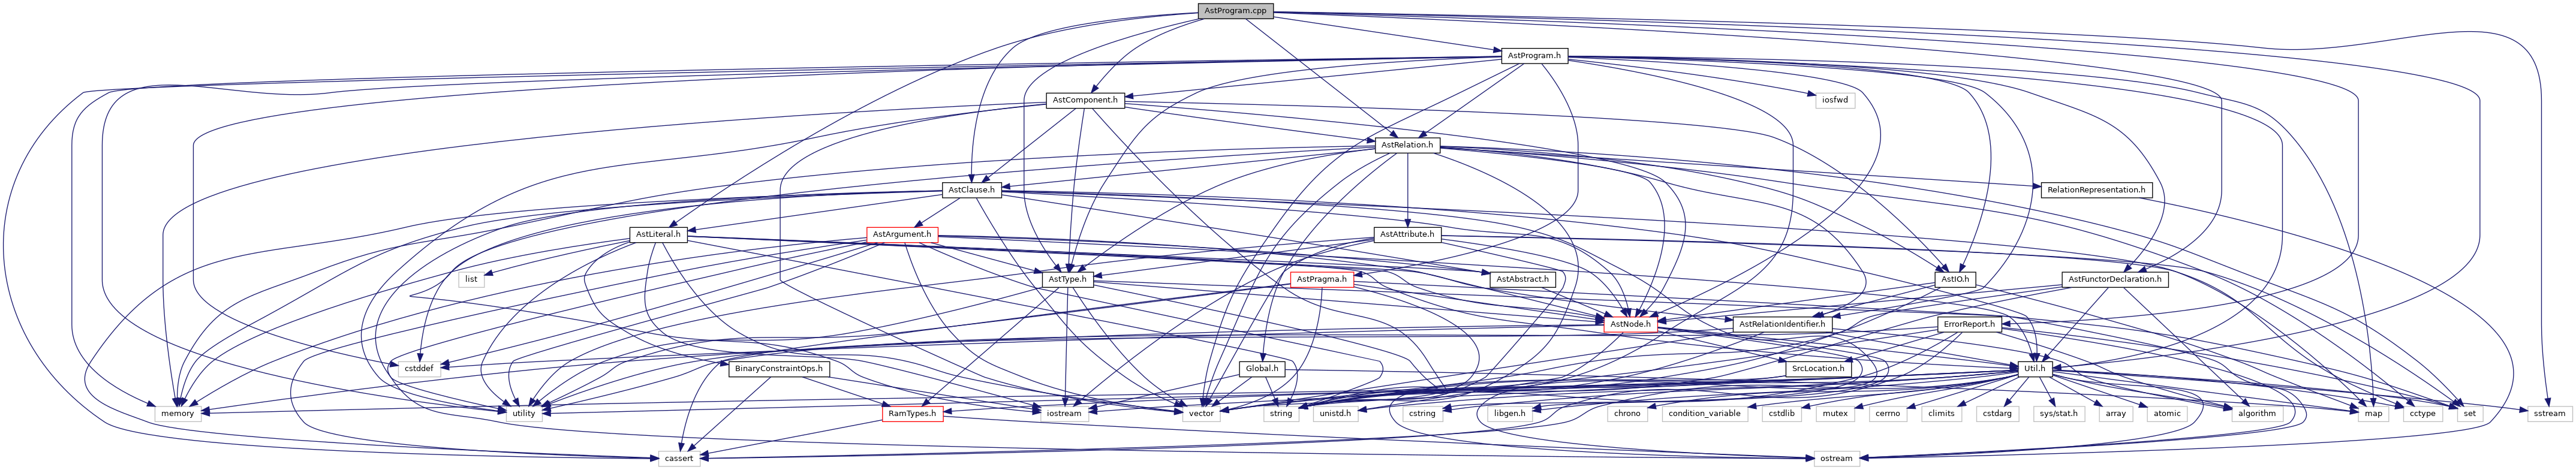 AstProgram.cpp
AstProgram.h
AstComponent.h
iosfwd
AstRelation.h
AstClause.h
RelationRepresentation.h
AstLiteral.h
AstArgument.h
AstAttribute.h
list
AstType.h
AstPragma.h
AstAbstract.h
AstIO.h
AstFunctorDeclaration.h
AstNode.h
AstRelationIdentifier.h
ErrorReport.h
cstddef
BinaryConstraintOps.h
Global.h
SrcLocation.h
Util.h
memory
utility
RamTypes.h
iostream
vector
string
unistd.h
cstring
libgen.h
chrono
condition_variable
cstdlib
mutex
cerrno
climits
cstdarg
sys/stat.h
array
atomic
algorithm
map
cctype
set
sstream
cassert
ostream